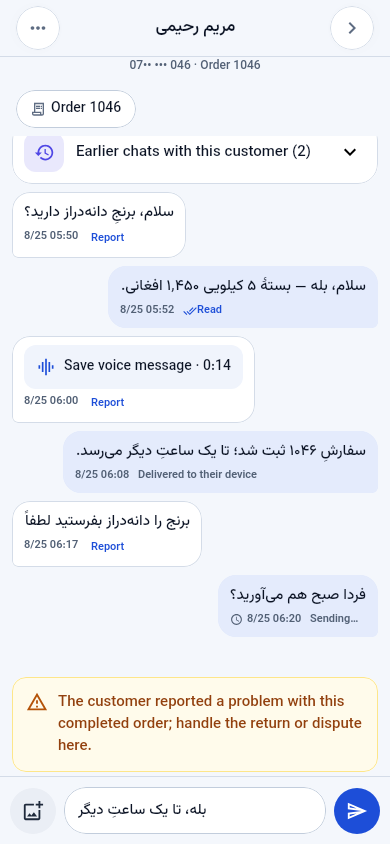 مریم رحیمی
07•• ••• 046 · Order 1046
Order 1046
Earlier chats with this customer (2)
سلام، برنجِ دانه‌دراز دارید؟
8/25 05:50 Report
سلام، بله — بستهٔ ۵ کیلویی ۱,۴۵۰ افغانی.
8/25 05:52 Read
Save voice message · 0:14
8/25 06:00 Report
سفارشِ ۱۰۴۶ ثبت شد؛ تا یک ساعتِ دیگر می‌رسد.
8/25 06:08 Delivered to their device
برنج را دانه‌دراز بفرستید لطفاً
8/25 06:17 Report
فردا صبح هم می‌آورید؟
8/25 06:20 Sending…
The customer reported a problem with this
completed order; handle the return or dispute
here.
بله، تا یک ساعتِ دیگر